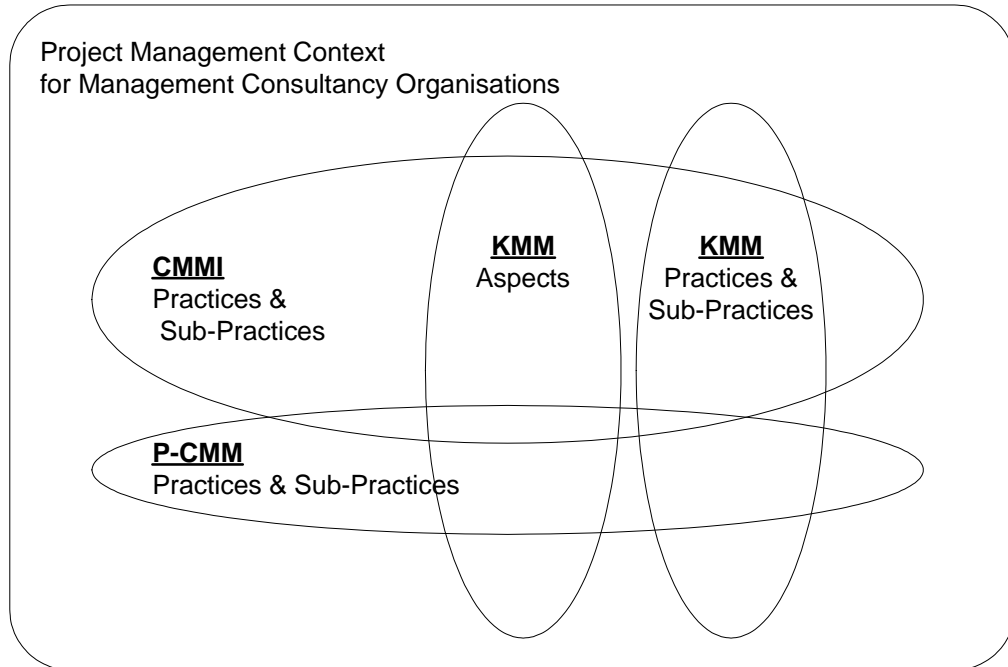 Project Management Context
for Management Consultancy Organisations
KMM
Aspects
KMM
Practices &
Sub-Practices
CMMI
Practices &
Sub-Practices
P-CMM
Practices & Sub-Practices